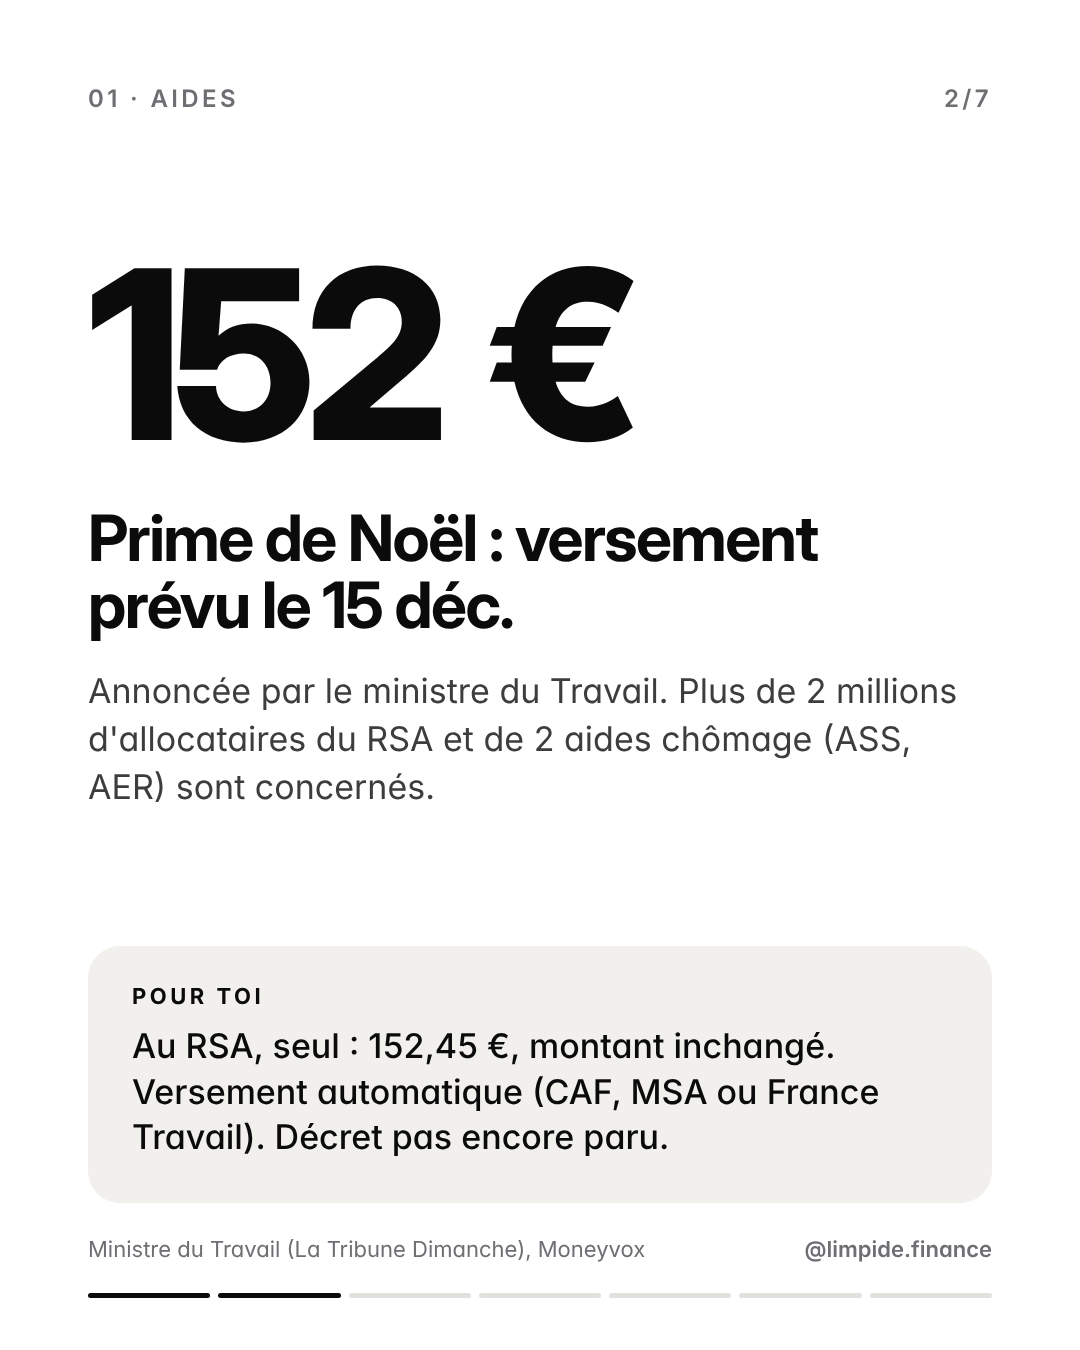 01 · AIDES
2/7
152 €
Prime de Noël : versement
prévu le 15 déc.
Annoncée par le ministre du Travail. Plus de 2 millions
d'allocataires du RSA et de 2 aides chômage (ASS,
AER) sont concernés.
POUR TOI
Au RSA, seul : 152,45 €, montant inchangé.
Versement automatique (CAF, MSA ou France
Travail). Décret pas encore paru.
Ministre du Travail (La Tribune Dimanche), Moneyvox
@limpide.finance